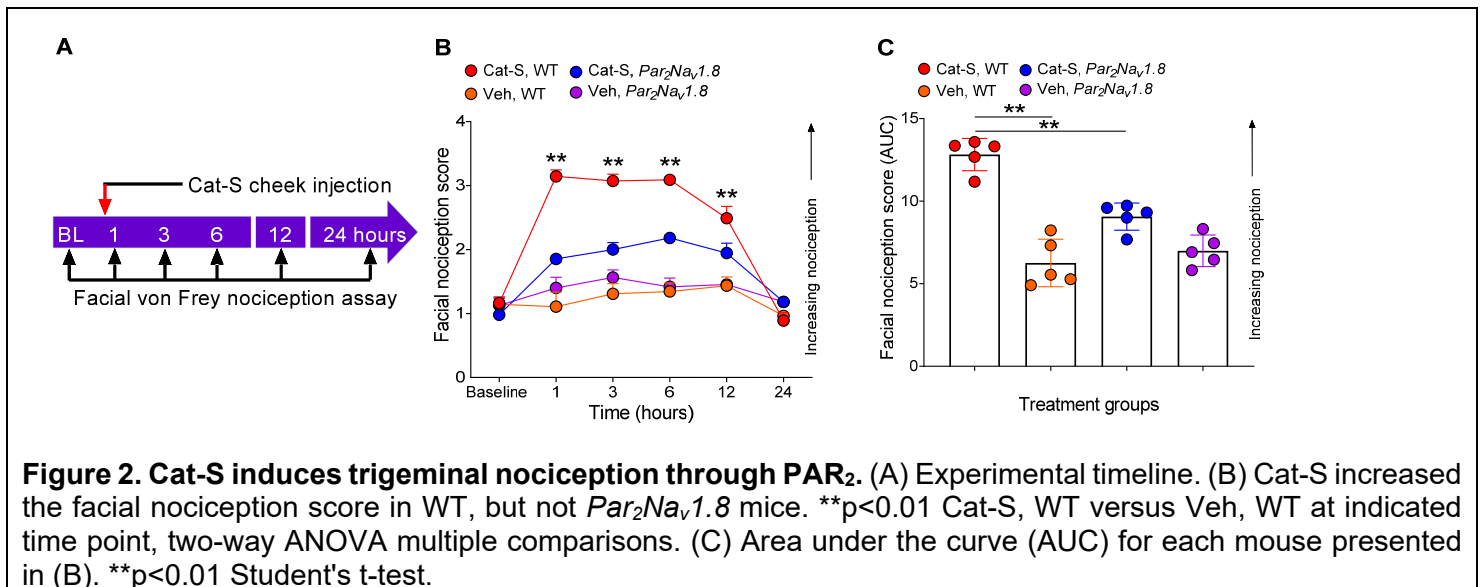 A
Cat-S cheek injection
BL 1 3 6 12 24 hours
Facial von Frey nociception assay
B
Cat-S, WT Cat-S, Par₂Naᵥ1.8
Veh, WT Veh, Par₂Naᵥ1.8
Facial nociception score
4
3
2
1
0
** ** ** **
Baseline 1 3 6 12 24
Time (hours)
Increasing nociception
C
Cat-S, WT Cat-S, Par₂Naᵥ1.8
Veh, WT Veh, Par₂Naᵥ1.8
Facial nociception score (AUC)
15
10
5
0
**
**
Treatment groups
Increasing nociception
Figure 2. Cat-S induces trigeminal nociception through PAR₂. (A) Experimental timeline. (B) Cat-S increased
the facial nociception score in WT, but not Par₂Naᵥ1.8 mice. **p<0.01 Cat-S, WT versus Veh, WT at indicated
time point, two-way ANOVA multiple comparisons. (C) Area under the curve (AUC) for each mouse presented
in (B). **p<0.01 Student's t-test.